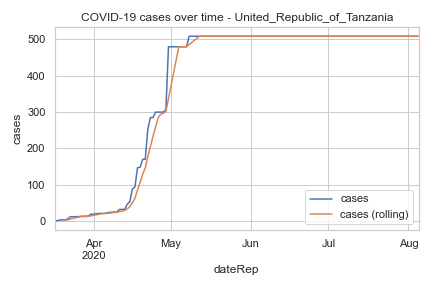 COVID-19 cases over time - United_Republic_of_Tanzania
500
400
300
200
100
0
cases
cases
cases (rolling)
Apr
2020
May
Jun
Jul
Aug
dateRep